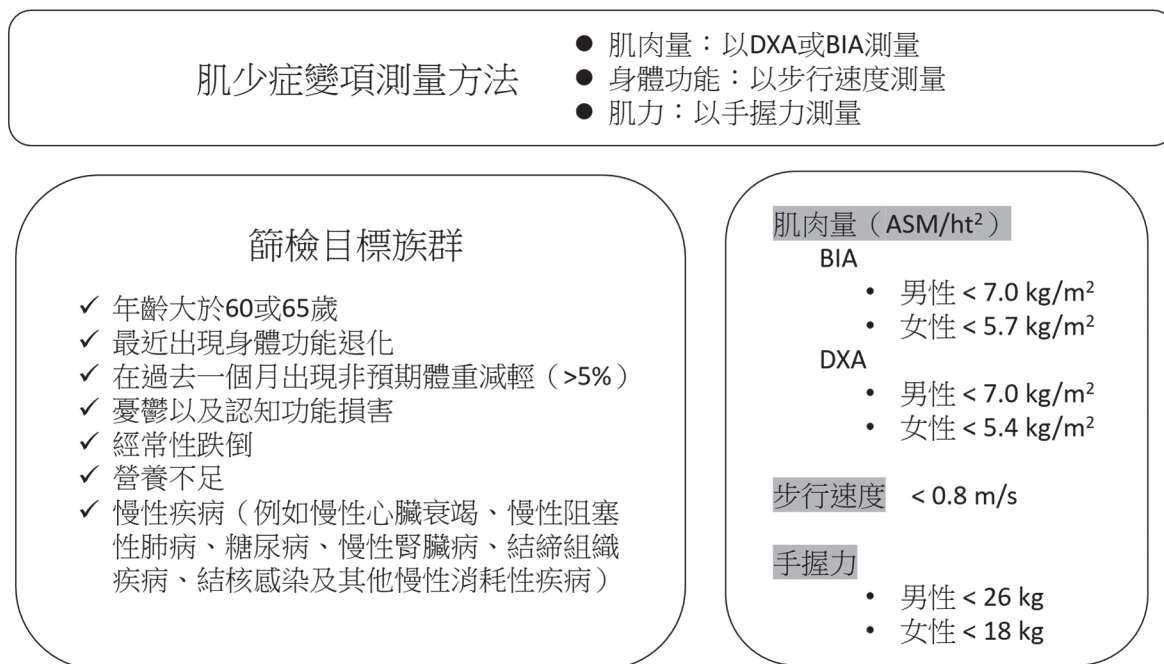 肌少症變項測量方法
● 肌肉量：以DXA或BIA測量
● 身體功能：以步行速度測量
● 肌力：以手握力測量
篩檢目標族群
✓ 年齡大於60或65歲
✓ 最近出現身體功能退化
✓ 在過去一個月出現非預期體重減輕（>5%）
✓ 憂鬱以及認知功能損害
✓ 經常性跌倒
✓ 營養不足
✓ 慢性疾病（例如慢性心臟衰竭、慢性阻塞
性肺病、糖尿病、慢性腎臟病、結締組織
疾病、結核感染及其他慢性消耗性疾病）
肌肉量（ASM/ht²）
BIA
• 男性 < 7.0 kg/m²
• 女性 < 5.7 kg/m²
DXA
• 男性 < 7.0 kg/m²
• 女性 < 5.4 kg/m²
步行速度 < 0.8 m/s
手握力
• 男性 < 26 kg
• 女性 < 18 kg